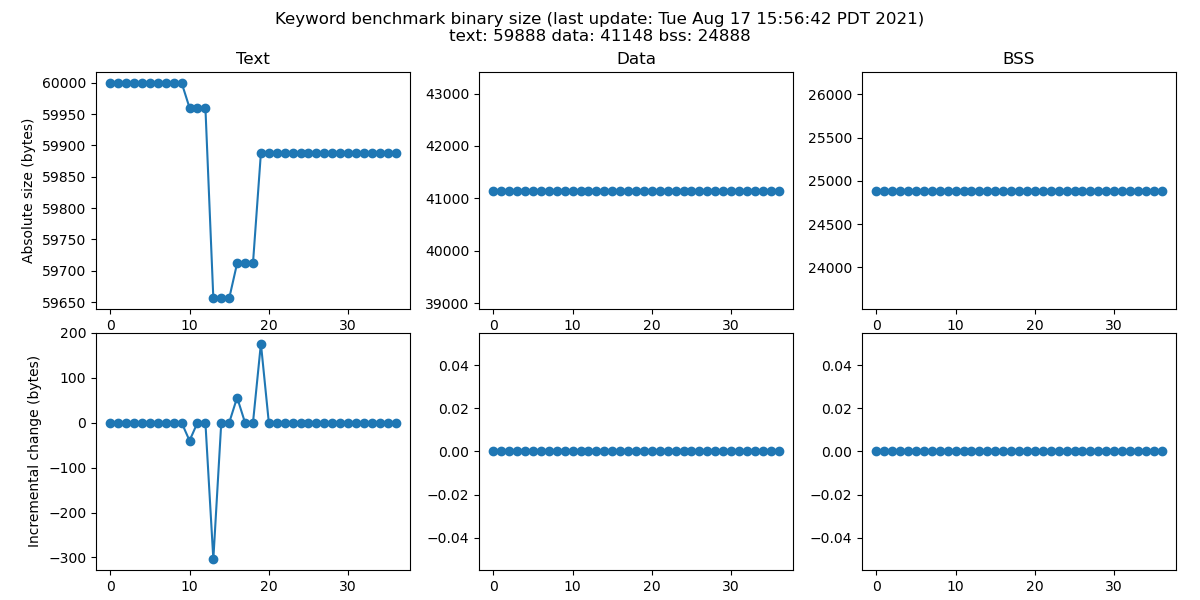 Keyword benchmark binary size (last update: Tue Aug 17 15:56:42 PDT 2021)
text: 59888 data: 41148 bss: 24888
Text
Data
BSS
Absolute size (bytes)
60000
59950
59900
59850
59800
59750
59700
59650
0 10 20 30
43000
42000
41000
40000
39000
0 10 20 30
26000
25500
25000
24500
24000
0 10 20 30
Incremental change (bytes)
200
100
0
−100
−200
−300
0 10 20 30
0.04
0.02
0.00
−0.02
−0.04
0 10 20 30
0.04
0.02
0.00
−0.02
−0.04
0 10 20 30